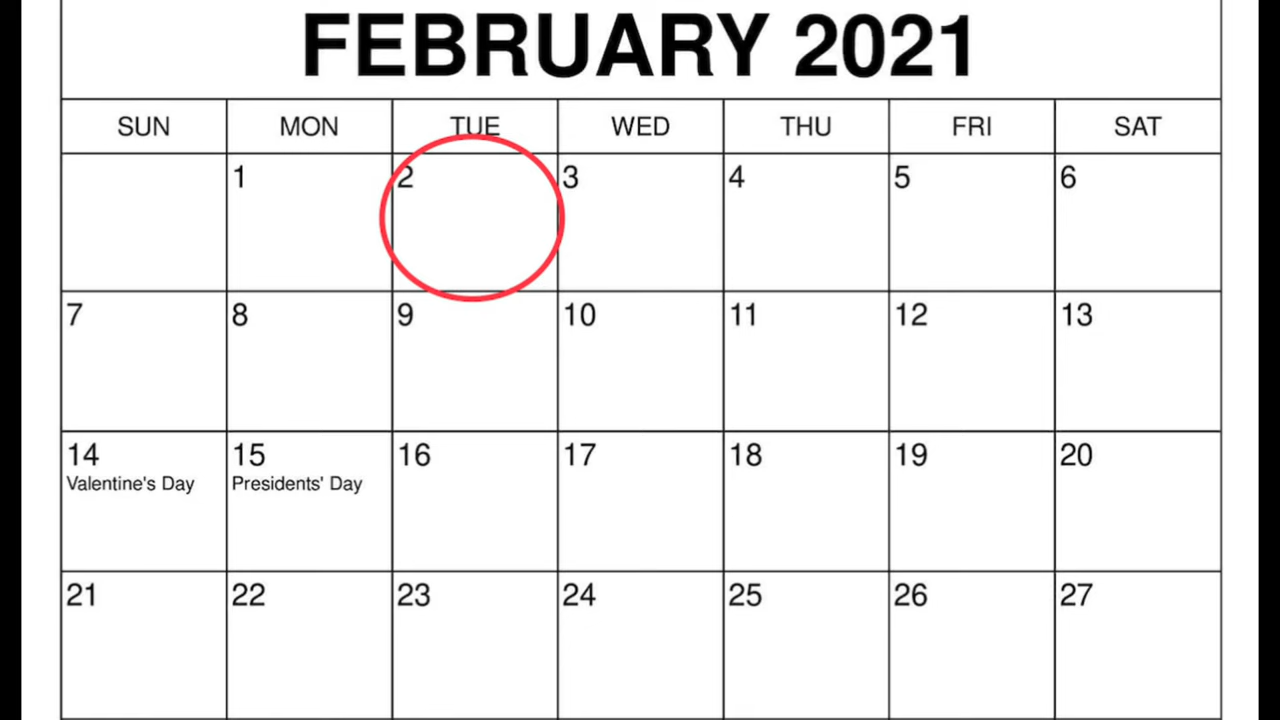 FEBRUARY 2021
SUN MON TUE WED THU FRI SAT
1 2 3 4 5 6
7 8 9 10 11 12 13
14 15 16 17 18 19 20
Valentine's Day Presidents' Day
21 22 23 24 25 26 27